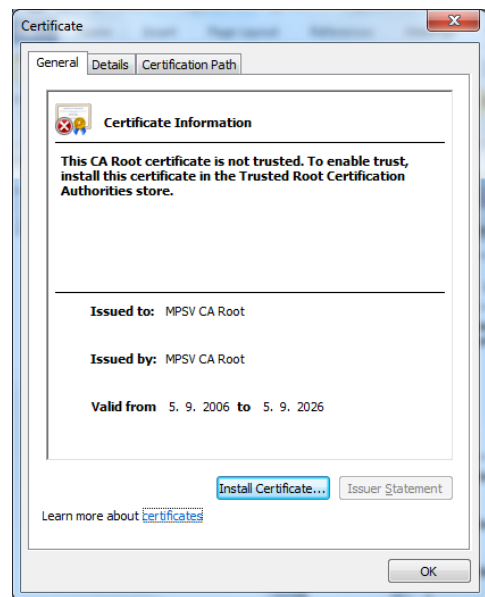 Certificate
General Details Certification Path
Certificate Information
This CA Root certificate is not trusted. To enable trust,
install this certificate in the Trusted Root Certification
Authorities store.
Issued to: MPSV CA Root
Issued by: MPSV CA Root
Valid from 5. 9. 2006 to 5. 9. 2026
Install Certificate... Issuer Statement
Learn more about certificates
OK